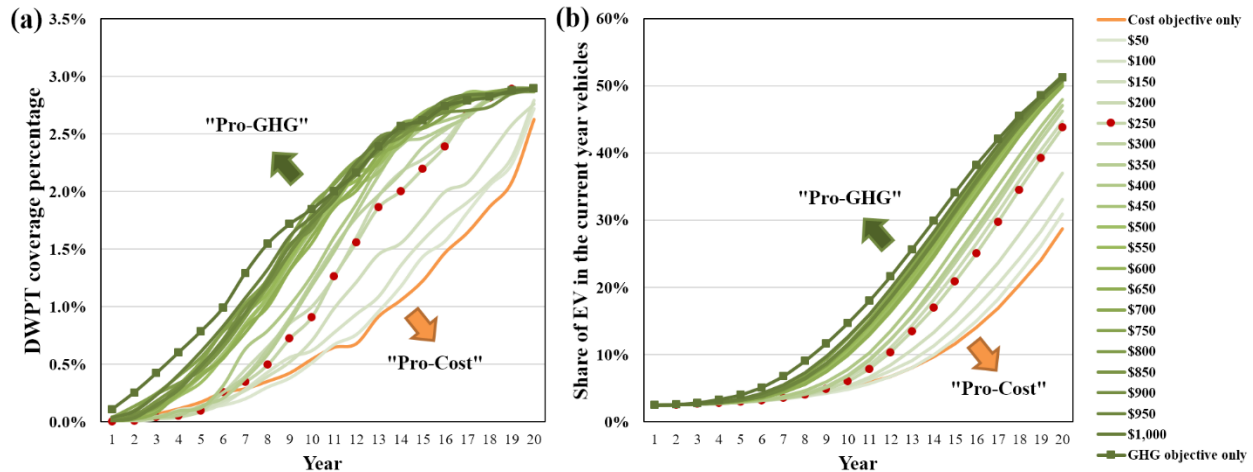 (a)
3.5%
3.0%
2.5%
2.0%
1.5%
1.0%
0.5%
0.0%
DWPT coverage percentage
"Pro-GHG"
"Pro-Cost"
1 2 3 4 5 6 7 8 9 10 11 12 13 14 15 16 17 18 19 20
Year
(b)
60%
50%
40%
30%
20%
10%
0%
Share of EV in the current year vehicles
"Pro-GHG"
"Pro-Cost"
1 2 3 4 5 6 7 8 9 10 11 12 13 14 15 16 17 18 19 20
Year
Cost objective only
$50
$100
$150
$200
$250
$300
$350
$400
$450
$500
$550
$600
$650
$700
$750
$800
$850
$900
$950
$1,000
GHG objective only